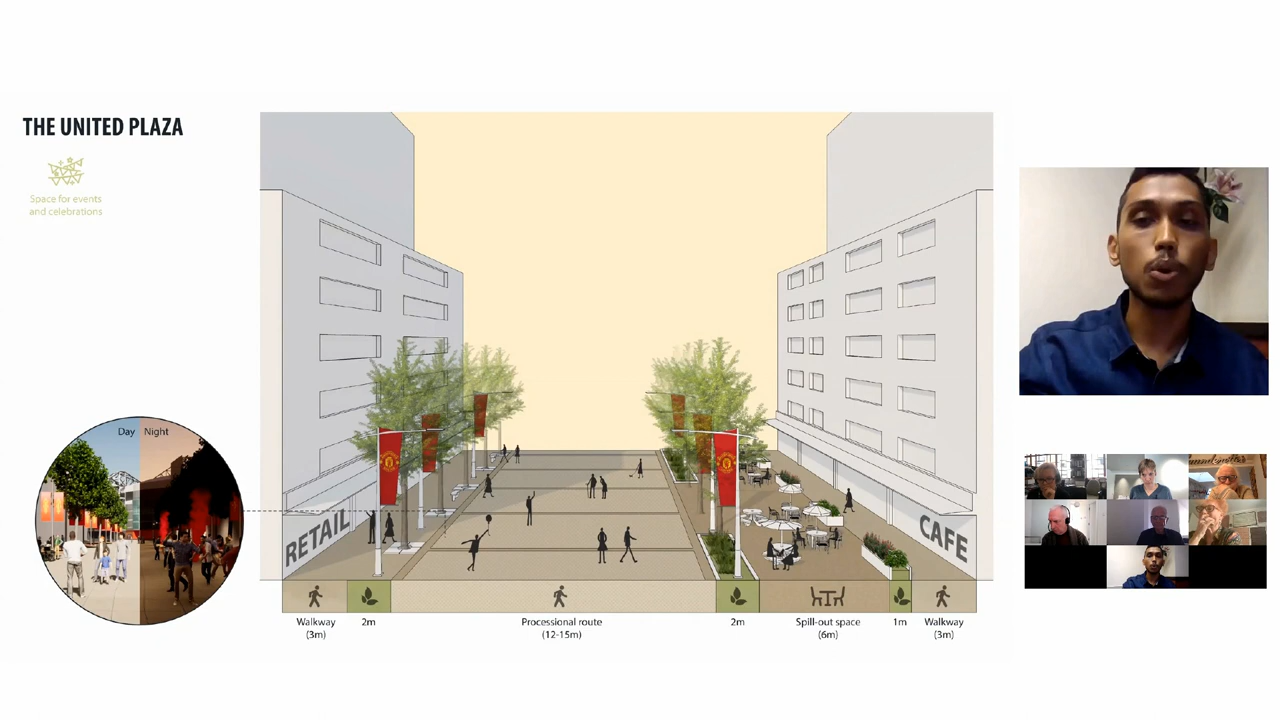 THE UNITED PLAZA
Space for events
and celebrations
Day
Night
RETAIL
CAFE
Walkway
(3m)
2m
Processional route
(12-15m)
2m
Spill-out space
(6m)
1m
Walkway
(3m)